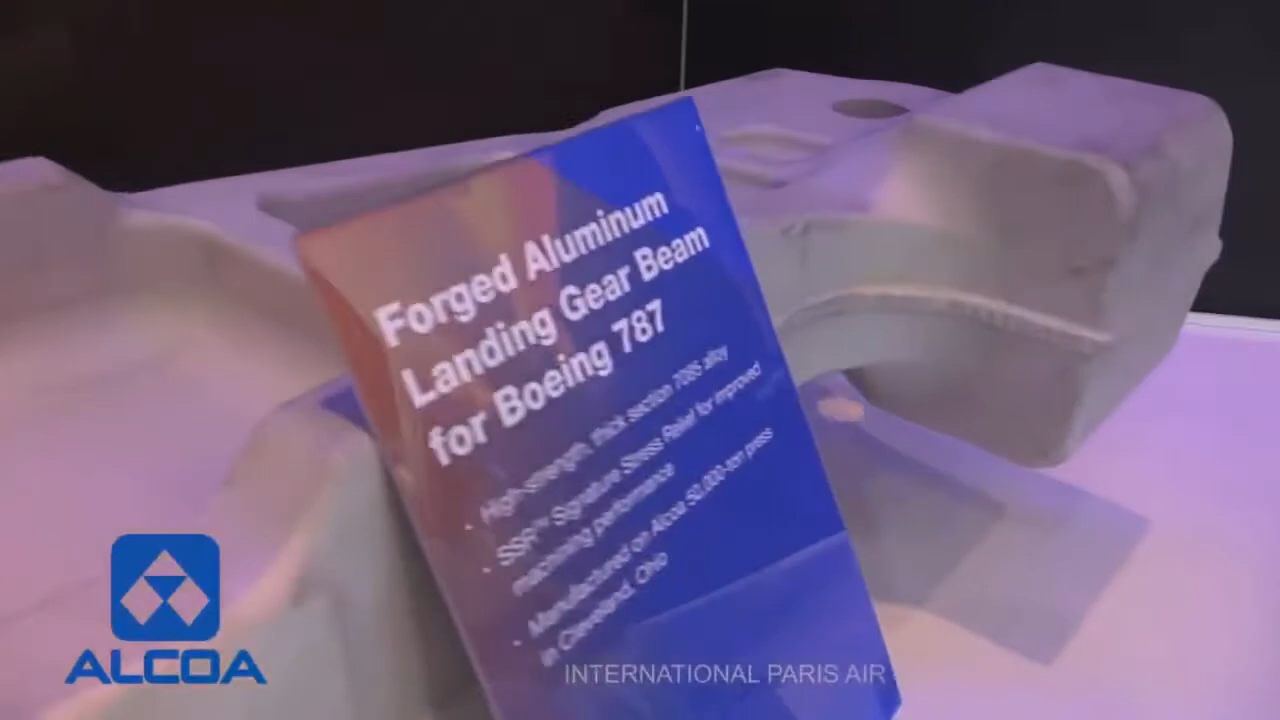 Forged Aluminum
Landing Gear Beam
for Boeing 787
• High-strength, thick section 7085 alloy
• SSR™ Signature Stress Relief for improved
machining performance
• Manufactured on Alcoa 50,000-ton press
in Cleveland, Ohio
ALCOA
INTERNATIONAL PARIS AIR